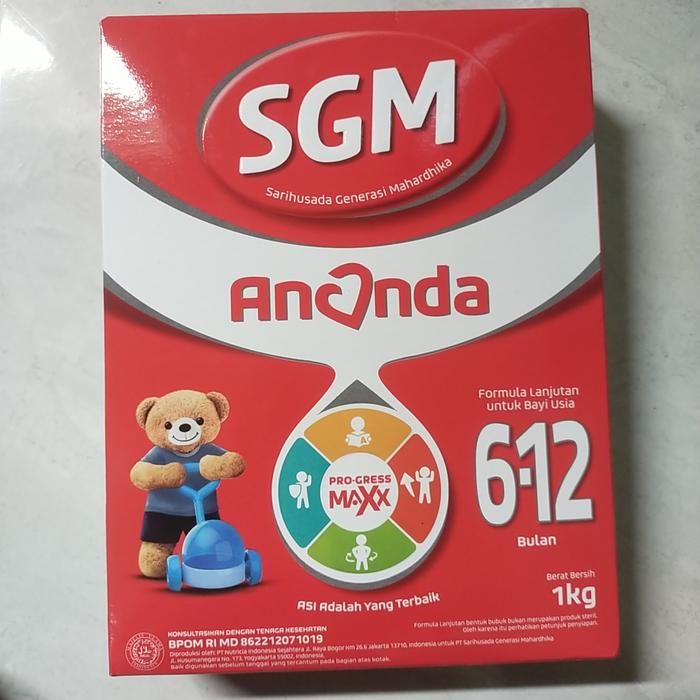 SGM
Sarihusada Generasi Mahardhika
Ananda
Formula Lanjutan
untuk Bayi Usia
6-12
Bulan
PRO-GRESS
MAXX
ASI Adalah Yang Terbaik
Berat Bersih
1kg
Formula Lanjutan bentuk bubuk bukan merupakan produk steril.
Oleh karena itu perhatikan petunjuk penyiapan.
KONSULTASIKAN DENGAN TENAGA KESEHATAN
BPOM RI MD 862212071019
Diproduksi oleh: PT Nutricia Indonesia Sejahtera Jl. Raya Bogor Km 26.6 Jakarta 13710, Indonesia untuk PT Sarihusada Generasi Mahardhika
Jl. Kusumanegara No. 173, Yogyakarta 55002, Indonesia.
Baik digunakan sebelum tanggal yang tercantum pada bagian atas kotak.